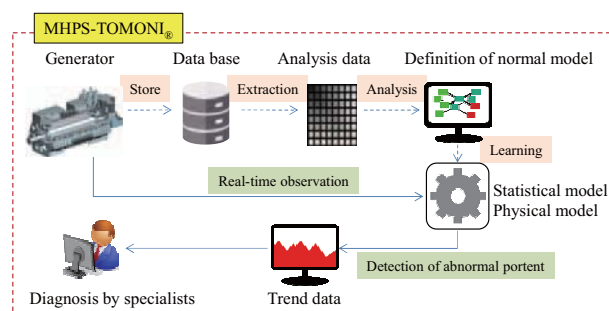 MHPS-TOMONI®
Generator
Data base
Analysis data
Definition of normal model
Store
Extraction
Analysis
Learning
Real-time observation
Statistical model
Physical model
Detection of abnormal portent
Diagnosis by specialists
Trend data